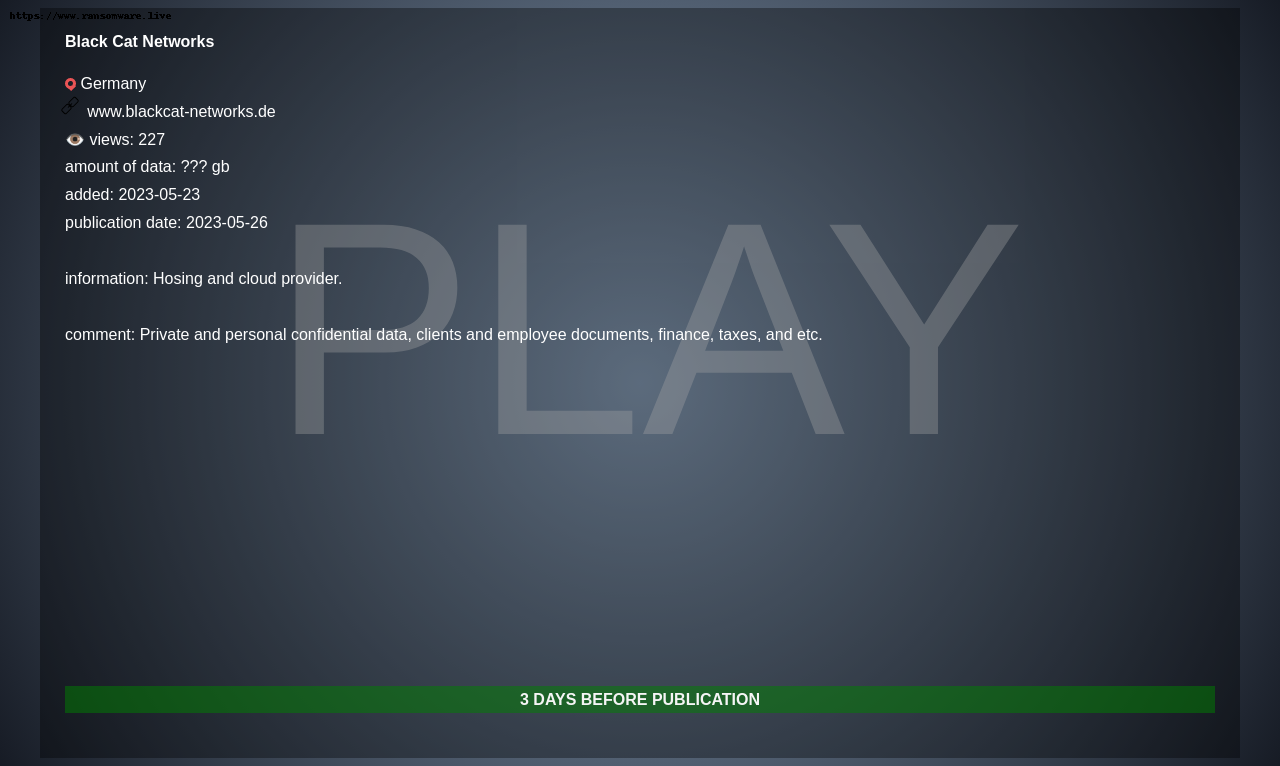 https://www.ransomware.live
Black Cat Networks
Germany
www.blackcat-networks.de
views: 227
amount of data: ??? gb
added: 2023-05-23
publication date: 2023-05-26
PLAY
information: Hosing and cloud provider.
comment: Private and personal confidential data, clients and employee documents, finance, taxes, and etc.
3 DAYS BEFORE PUBLICATION